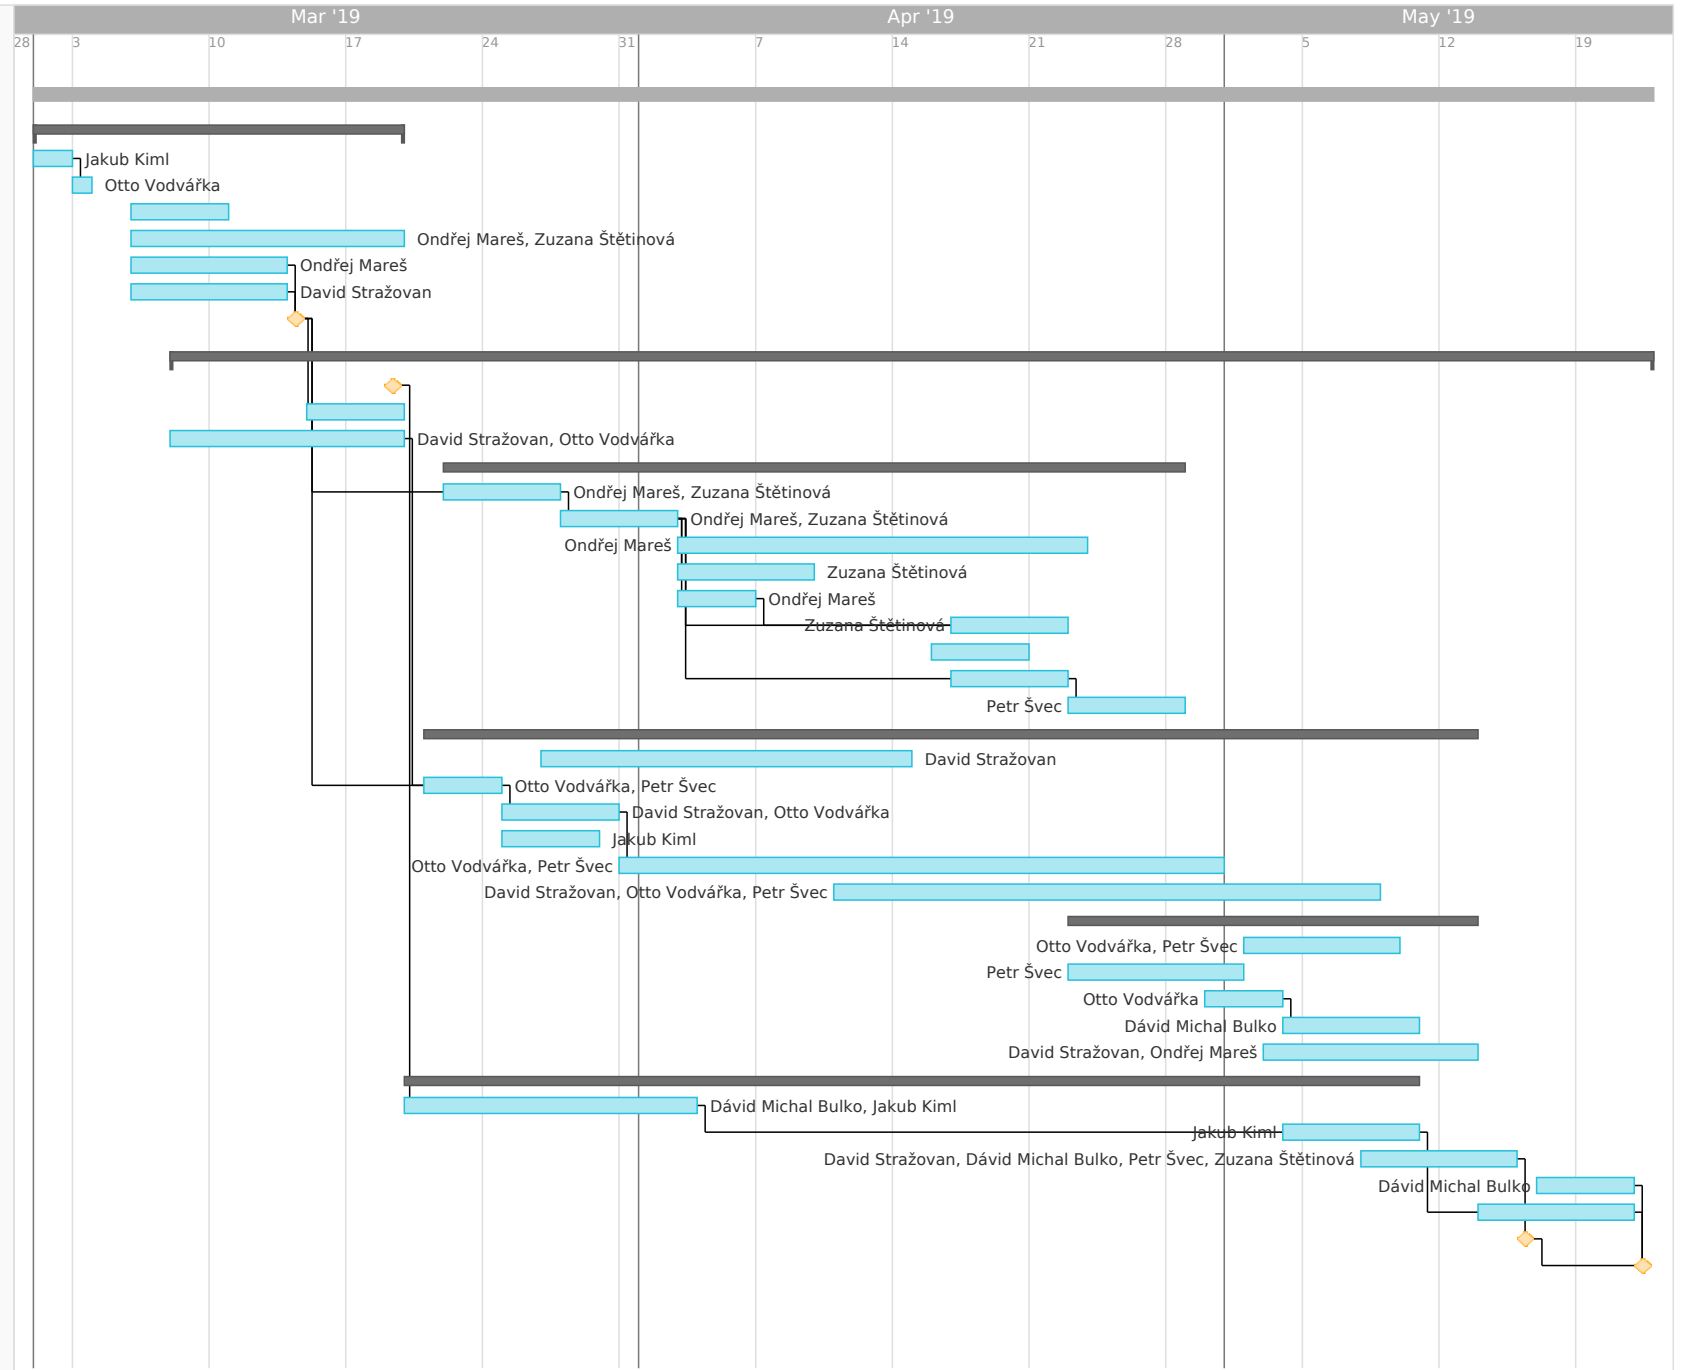 Mar '19 Apr '19 May '19
28 3 10 17 24 31 7 14 21 28 5 12 19
Jakub Kiml
Otto Vodvářka
Ondřej Mareš, Zuzana Štětinová
Ondřej Mareš
David Stražovan
David Stražovan, Otto Vodvářka
Ondřej Mareš, Zuzana Štětinová
Ondřej Mareš, Zuzana Štětinová
Ondřej Mareš
Zuzana Štětinová
Ondřej Mareš
Zuzana Štětinová
Petr Švec
David Stražovan
Otto Vodvářka, Petr Švec
David Stražovan, Otto Vodvářka
Jakub Kiml
Otto Vodvářka, Petr Švec
David Stražovan, Otto Vodvářka, Petr Švec
Otto Vodvářka, Petr Švec
Petr Švec
Otto Vodvářka
Dávid Michal Bulko
David Stražovan, Ondřej Mareš
Dávid Michal Bulko, Jakub Kiml
Jakub Kiml
David Stražovan, Dávid Michal Bulko, Petr Švec, Zuzana Štětinová
Dávid Michal Bulko